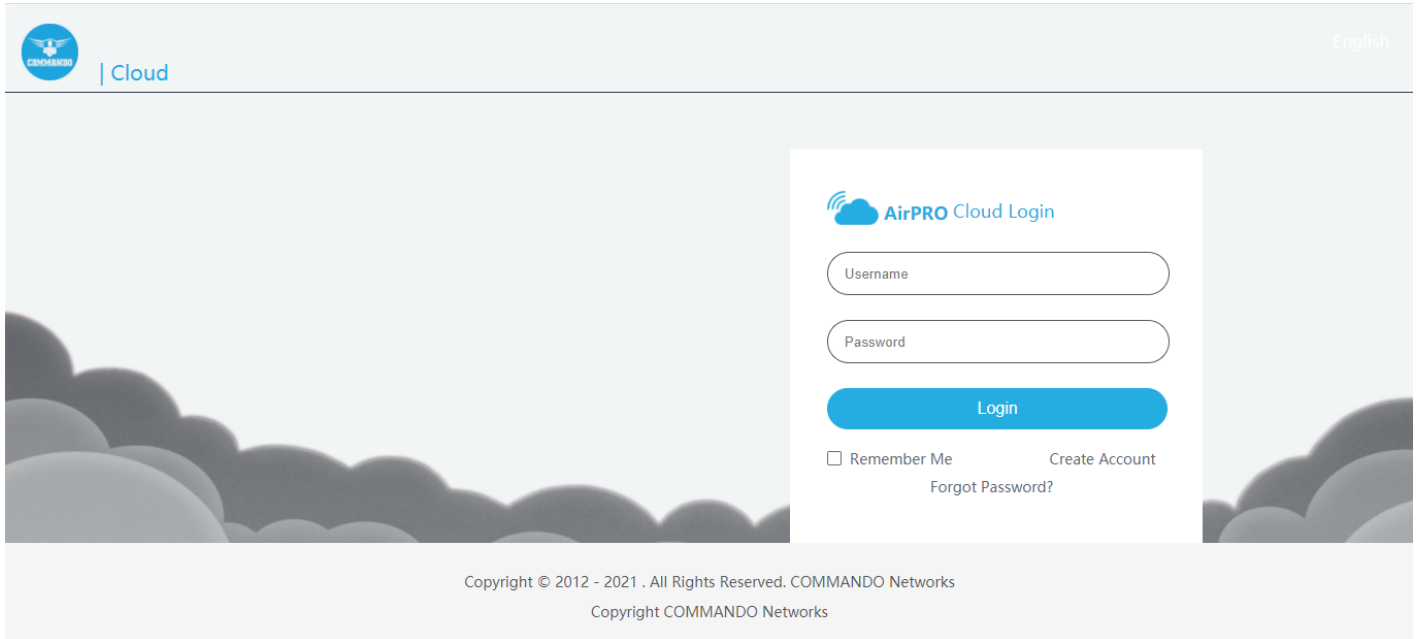 COMMANDO
| Cloud
English
AirPRO Cloud Login
Username
Password
Login
Remember Me
Create Account
Forgot Password?
Copyright © 2012 - 2021 . All Rights Reserved. COMMANDO Networks
Copyright COMMANDO Networks